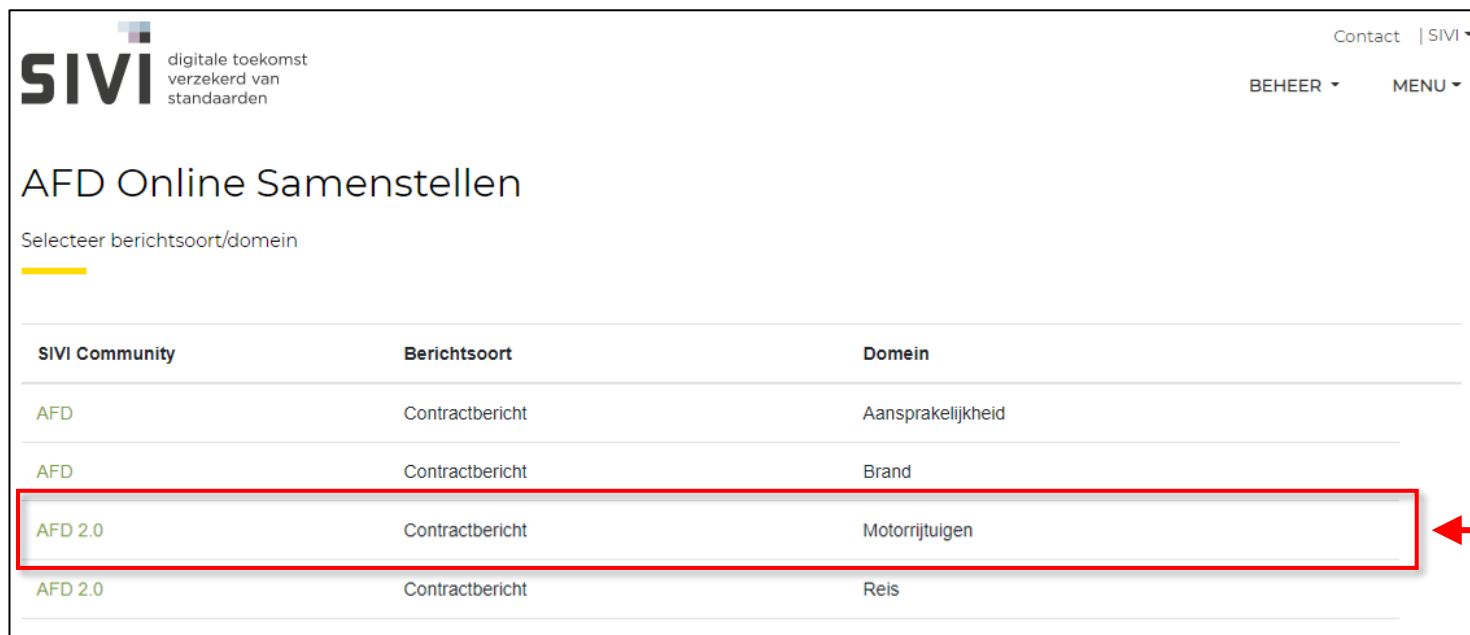 Contact | SIVI
SIVI
digitale toekomst
verzekerd van
standaarden
BEHEER MENU
AFD Online Samenstellen
Selecteer berichtsoort/domein
SIVI Community Berichtsoort Domein
AFD Contractbericht Aansprakelijkheid
AFD Contractbericht Brand
AFD 2.0 Contractbericht Motorrijtuigen
AFD 2.0 Contractbericht Reis